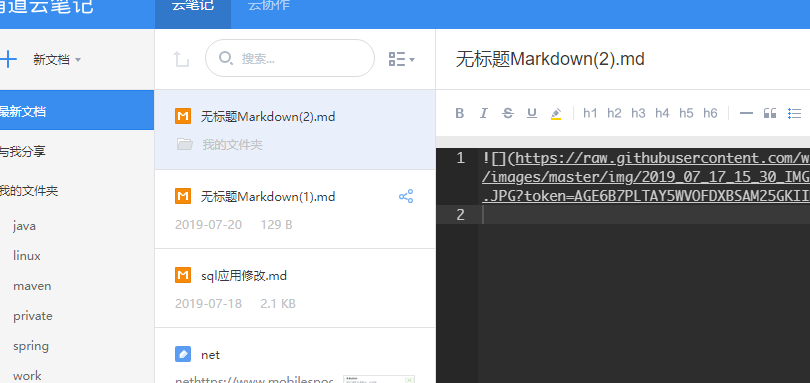 道云笔记
云笔记
云协作
新文档
搜索...
最新文档
与我分享
我的文件夹
java
linux
maven
private
spring
work
无标题Markdown(2).md
我的文件夹
无标题Markdown(1).md
2019-07-20 129 B
sql应用修改.md
2019-07-18 2.1 KB
net
nethttps://www.mobilespoc
无标题Markdown(2).md
B I S U h1 h2 h3 h4 h5 h6
1 ![](https://raw.githubusercontent.com/w
/images/master/img/2019_07_17_15_30_IMG
.JPG?token=AGE6B7PLTAY5WVOFDXBSAM25GKII
2